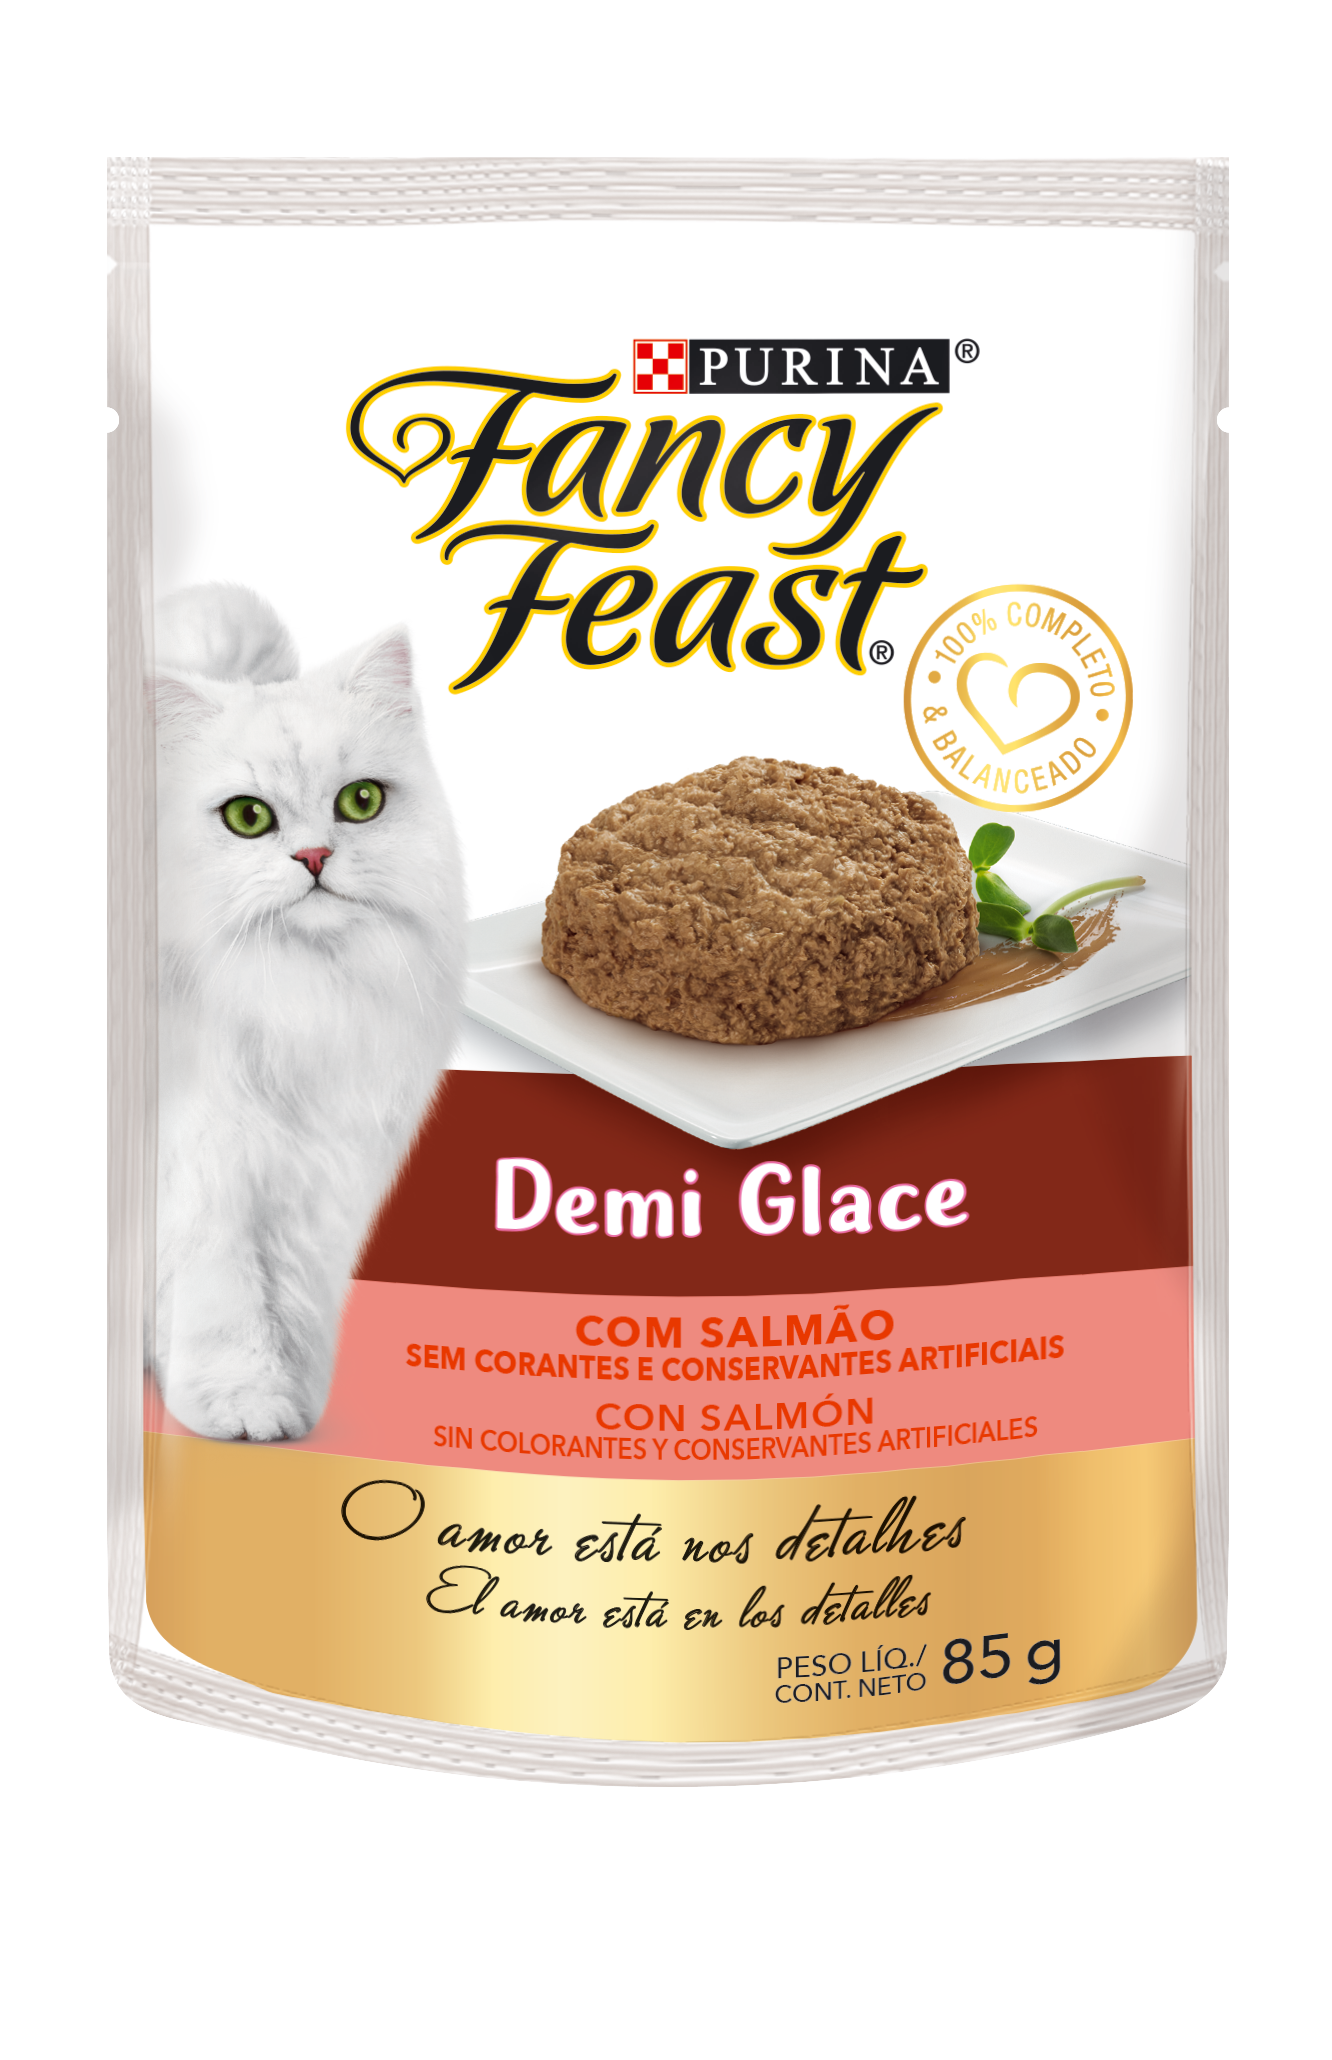 PURINA®
Fancy
Feast®
100% COMPLETO
& BALANCEADO
Demi Glace
COM SALMÃO
SEM CORANTES E CONSERVANTES ARTIFICIAIS
CON SALMÓN
SIN COLORANTES Y CONSERVANTES ARTIFICIALES
O amor está nos detalhes
El amor está en los detalles
PESO LÍQ./
CONT. NETO 85 g